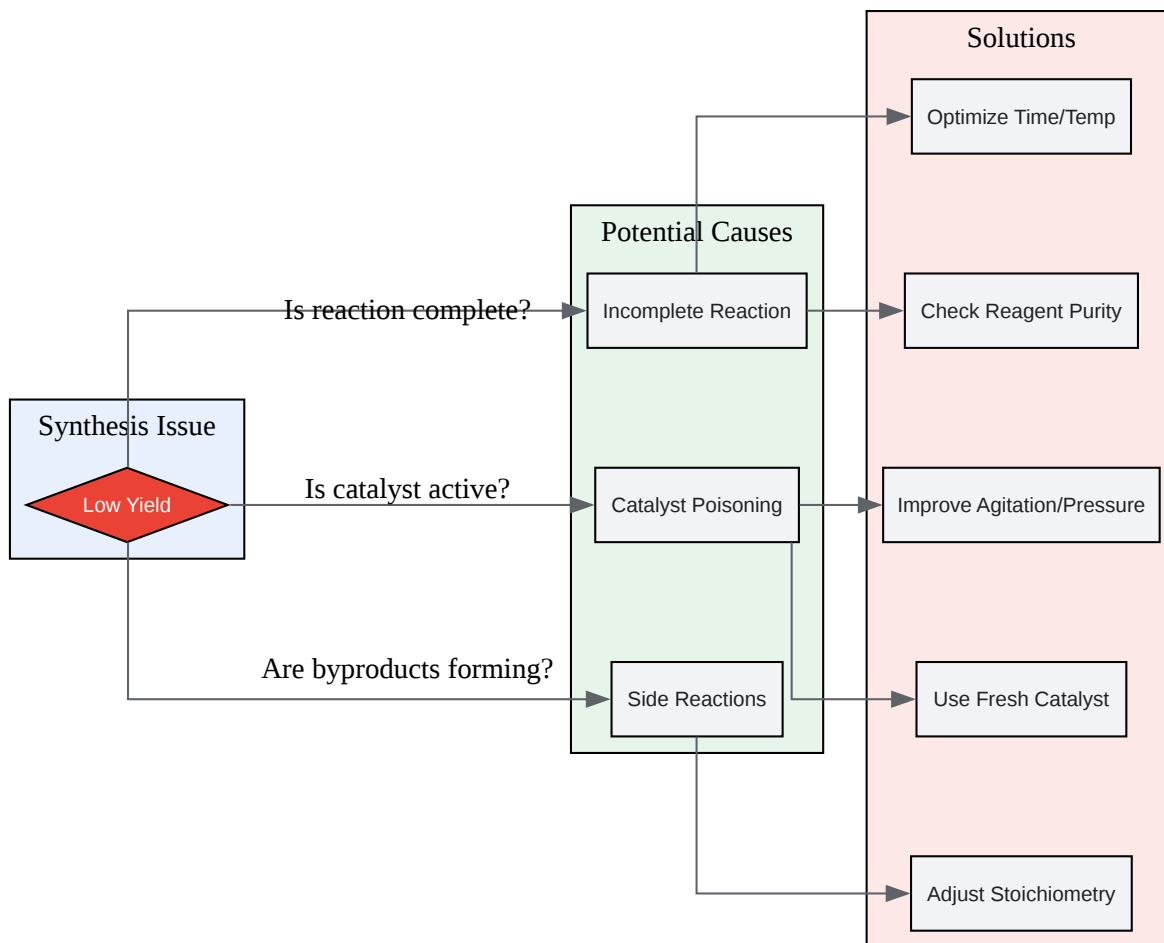 Solutions
Optimize Time/Temp
Potential Causes
Is reaction complete?
Incomplete Reaction
Check Reagent Purity
Synthesis Issue
Low Yield
Is catalyst active?
Catalyst Poisoning
Improve Agitation/Pressure
Are byproducts forming?
Side Reactions
Use Fresh Catalyst
Adjust Stoichiometry